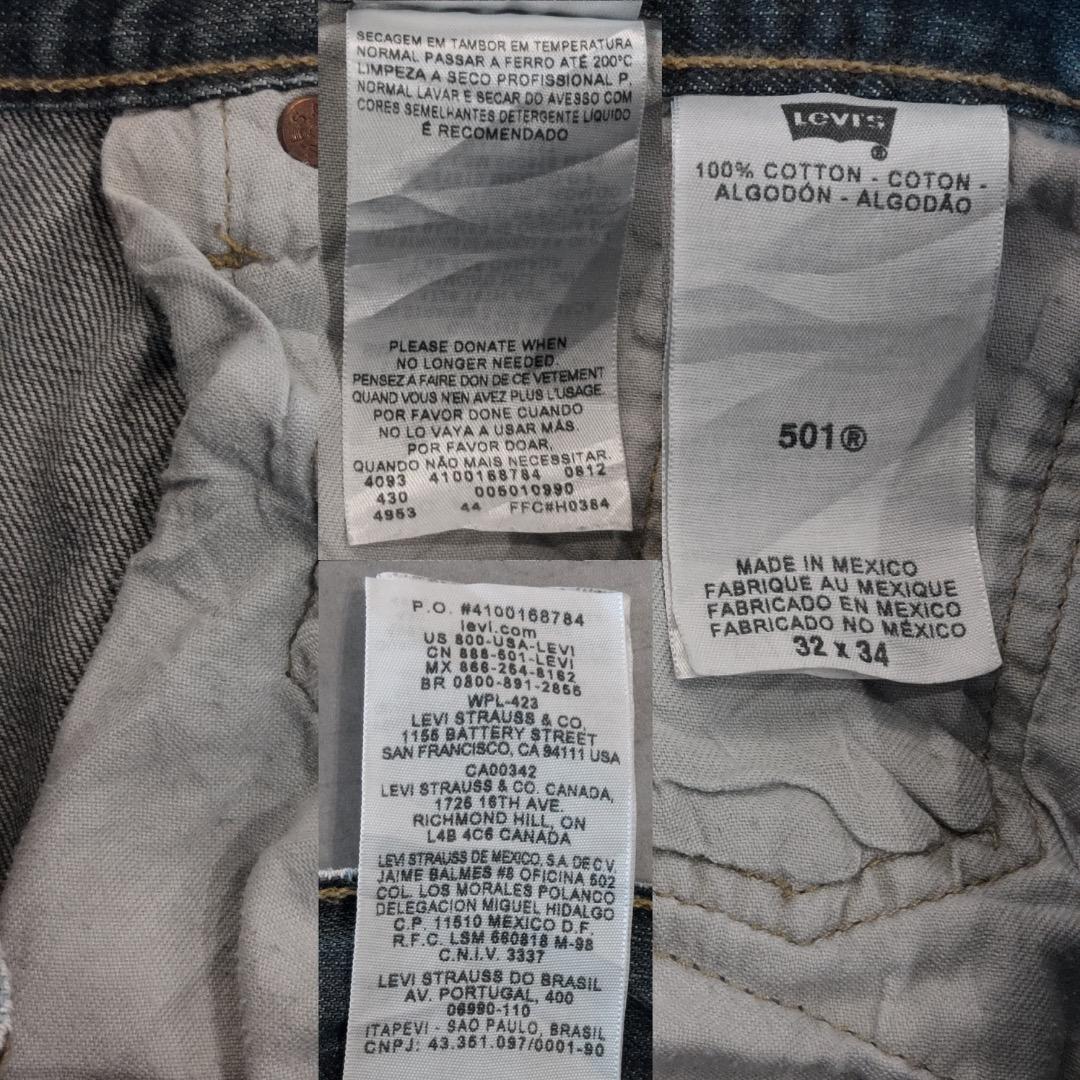 SECAGEM EM TAMBOR EM TEMPERATURA
NORMAL PASSAR A FERRO ATÉ 200°C
LIMPEZA A SECO PROFISSIONAL P.
NORMAL LAVAR E SECAR DO AVESSO COM
CORES SEMELHANTES DETERGENTE LÍQUIDO
É RECOMENDADO
PLEASE DONATE WHEN
NO LONGER NEEDED.
PENSEZ A FAIRE DON DE CE VETEMENT
QUAND VOUS N'EN AVEZ PLUS L'USAGE.
POR FAVOR DONE CUANDO
NO LO VAYA A USAR MÁS.
POR FAVOR DOAR,
QUANDO NÃO MAIS NECESSITAR.
4093 4100168784 0812
430 005010990
4953 44 FFC#H0384
LEVI'S
®
100% COTTON - COTON -
ALGODÓN - ALGODÃO
501®
MADE IN MEXICO
FABRIQUE AU MEXIQUE
FABRICADO EN MÉXICO
FABRICADO NO MÉXICO
32 x 34
P.O. #4100168784
levi.com
US 800-USA-LEVI
CN 888-501-LEVI
MX 866-254-8162
BR 0800-891-2855
WPL-423
LEVI STRAUSS & CO.
1155 BATTERY STREET
SAN FRANCISCO, CA 94111 USA
CA00342
LEVI STRAUSS & CO. CANADA,
1725 16TH AVE.
RICHMOND HILL, ON
L4B 4C6 CANADA
LEVI STRAUSS DE MEXICO, S.A. DE C.V.
JAIME BALMES #8 OFICINA 502
COL. LOS MORALES POLANCO
DELEGACION MIGUEL HIDALGO
C.P. 11510 MEXICO D.F.
R.F.C. LSM 660818 M-98
C.N.I.V. 3337
LEVI STRAUSS DO BRASIL
AV. PORTUGAL, 400
06690-110
ITAPEVI - SAO PAULO, BRASIL
CNPJ: 43.351.097/0001-90